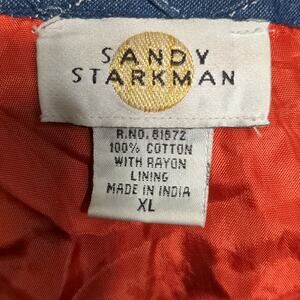 SANDY
STARKMAN
R.NO. 81572
100% COTTON
WITH RAYON
LINING
MADE IN INDIA
XL